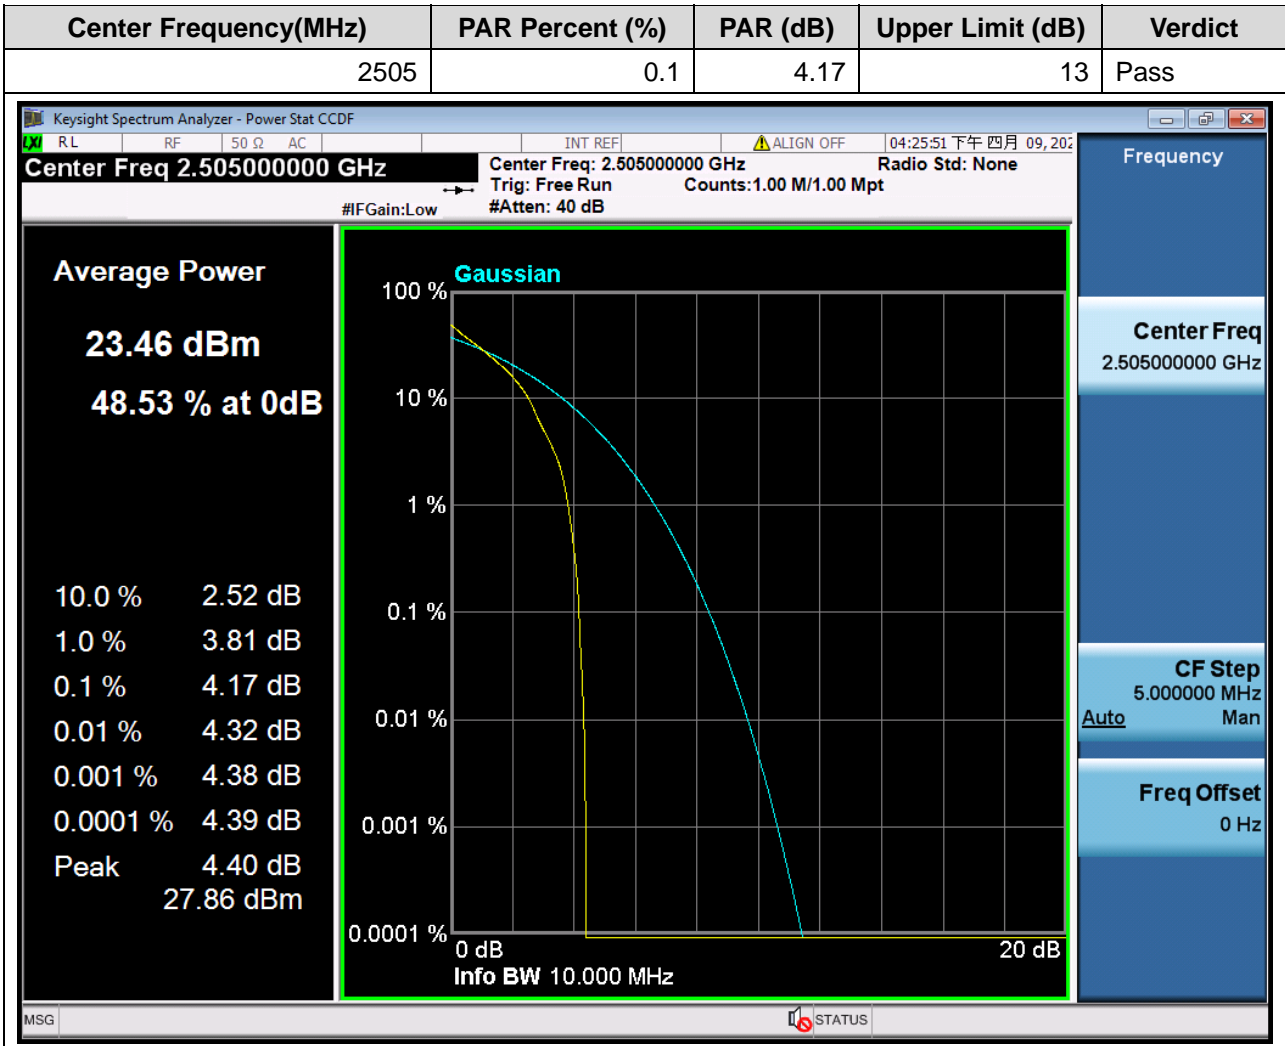 Center Frequency(MHz) PAR Percent (%) PAR (dB) Upper Limit (dB) Verdict
2505 0.1 4.17 13 Pass
Keysight Spectrum Analyzer - Power Stat CCDF
LXI RL RF 50 Ω AC INT REF ALIGN OFF 04:25:51 下午 四月 09, 202
Center Freq 2.505000000 GHz
Center Freq: 2.505000000 GHz Radio Std: None
Trig: Free Run Counts:1.00 M/1.00 Mpt
#IFGain:Low #Atten: 40 dB
Frequency
Average Power
23.46 dBm
48.53 % at 0dB
10.0 % 2.52 dB
1.0 % 3.81 dB
0.1 % 4.17 dB
0.01 % 4.32 dB
0.001 % 4.38 dB
0.0001 % 4.39 dB
Peak 4.40 dB
27.86 dBm
Gaussian
100 %
10 %
1 %
0.1 %
0.01 %
0.001 %
0.0001 %
0 dB 20 dB
Info BW 10.000 MHz
Center Freq
2.505000000 GHz
CF Step
5.000000 MHz
Auto Man
Freq Offset
0 Hz
MSG STATUS